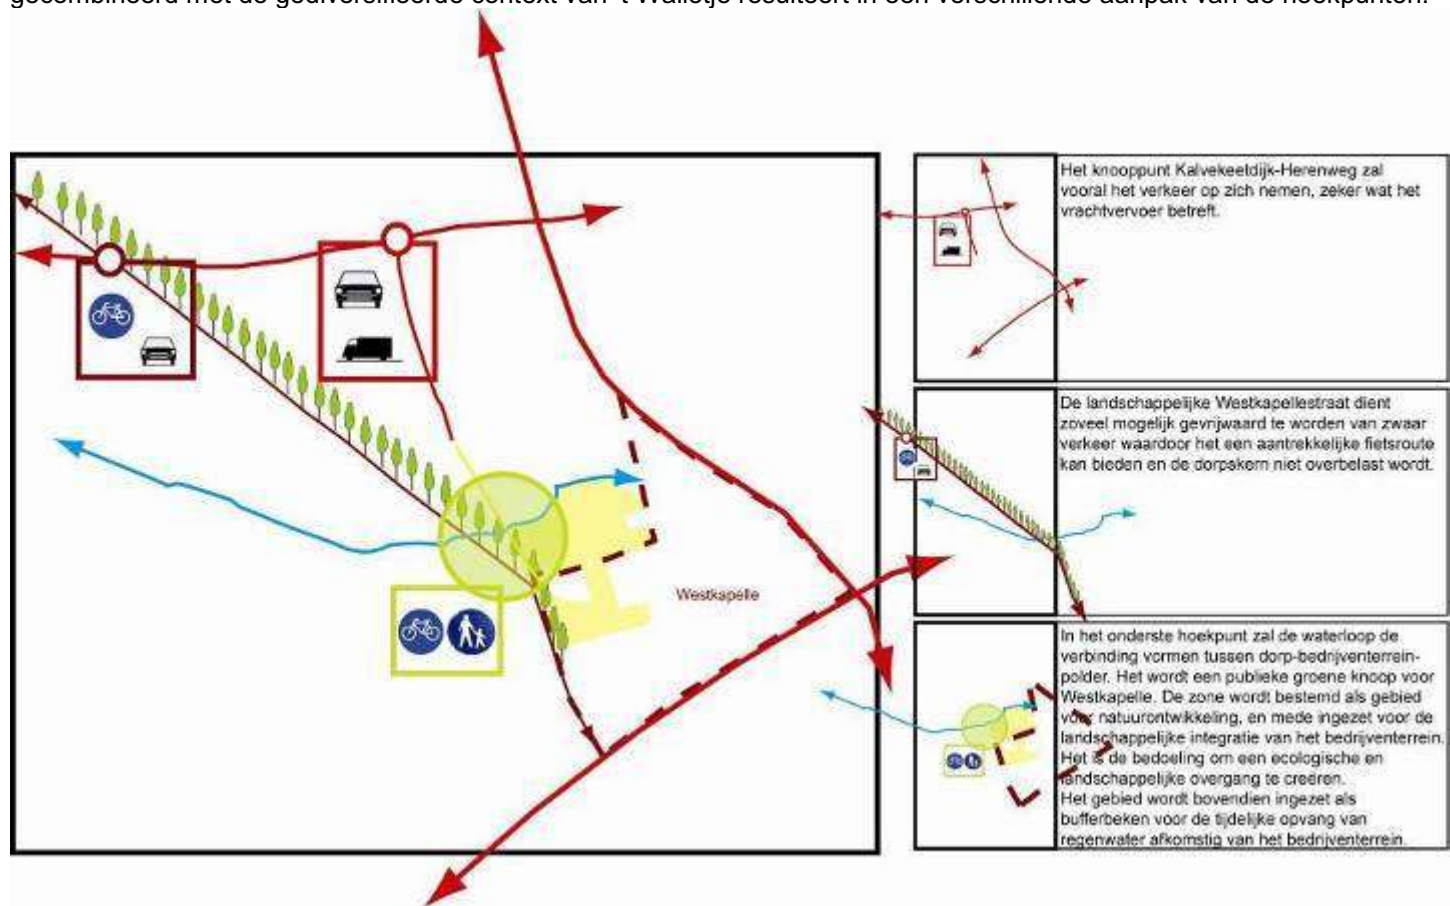 gecombineerd met de gediversifieerde context van 't Walletje resulteert in een verschillende aanpak van de hoekpunten.
Westkapelle
Het knooppunt Kalvekeetdijk-Herenweg zal
vooral het verkeer op zich nemen, zeker wat het
vrachtvervoer betreft.
De landschappelijke Westkapellestraat dient
zoveel mogelijk gevrijwaard te worden van zwaar
verkeer waardoor het een aantrekkelijke fietsroute
kan bieden en de dorpskern niet overbelast wordt.
In het onderste hoekpunt zal de waterloop de
verbinding vormen tussen dorp-bedrijventerrein-
polder. Het wordt een publieke groene knoop voor
Westkapelle. De zone wordt bestemd als gebied
voor natuurontwikkeling, en mede ingezet voor de
landschappelijke integratie van het bedrijventerrein.
Het is de bedoeling om een ecologische en
landschappelijke overgang te creëren.
Het gebied wordt bovendien ingezet als
bufferbeken voor de tijdelijke opvang van
regenwater afkomstig van het bedrijventerrein.